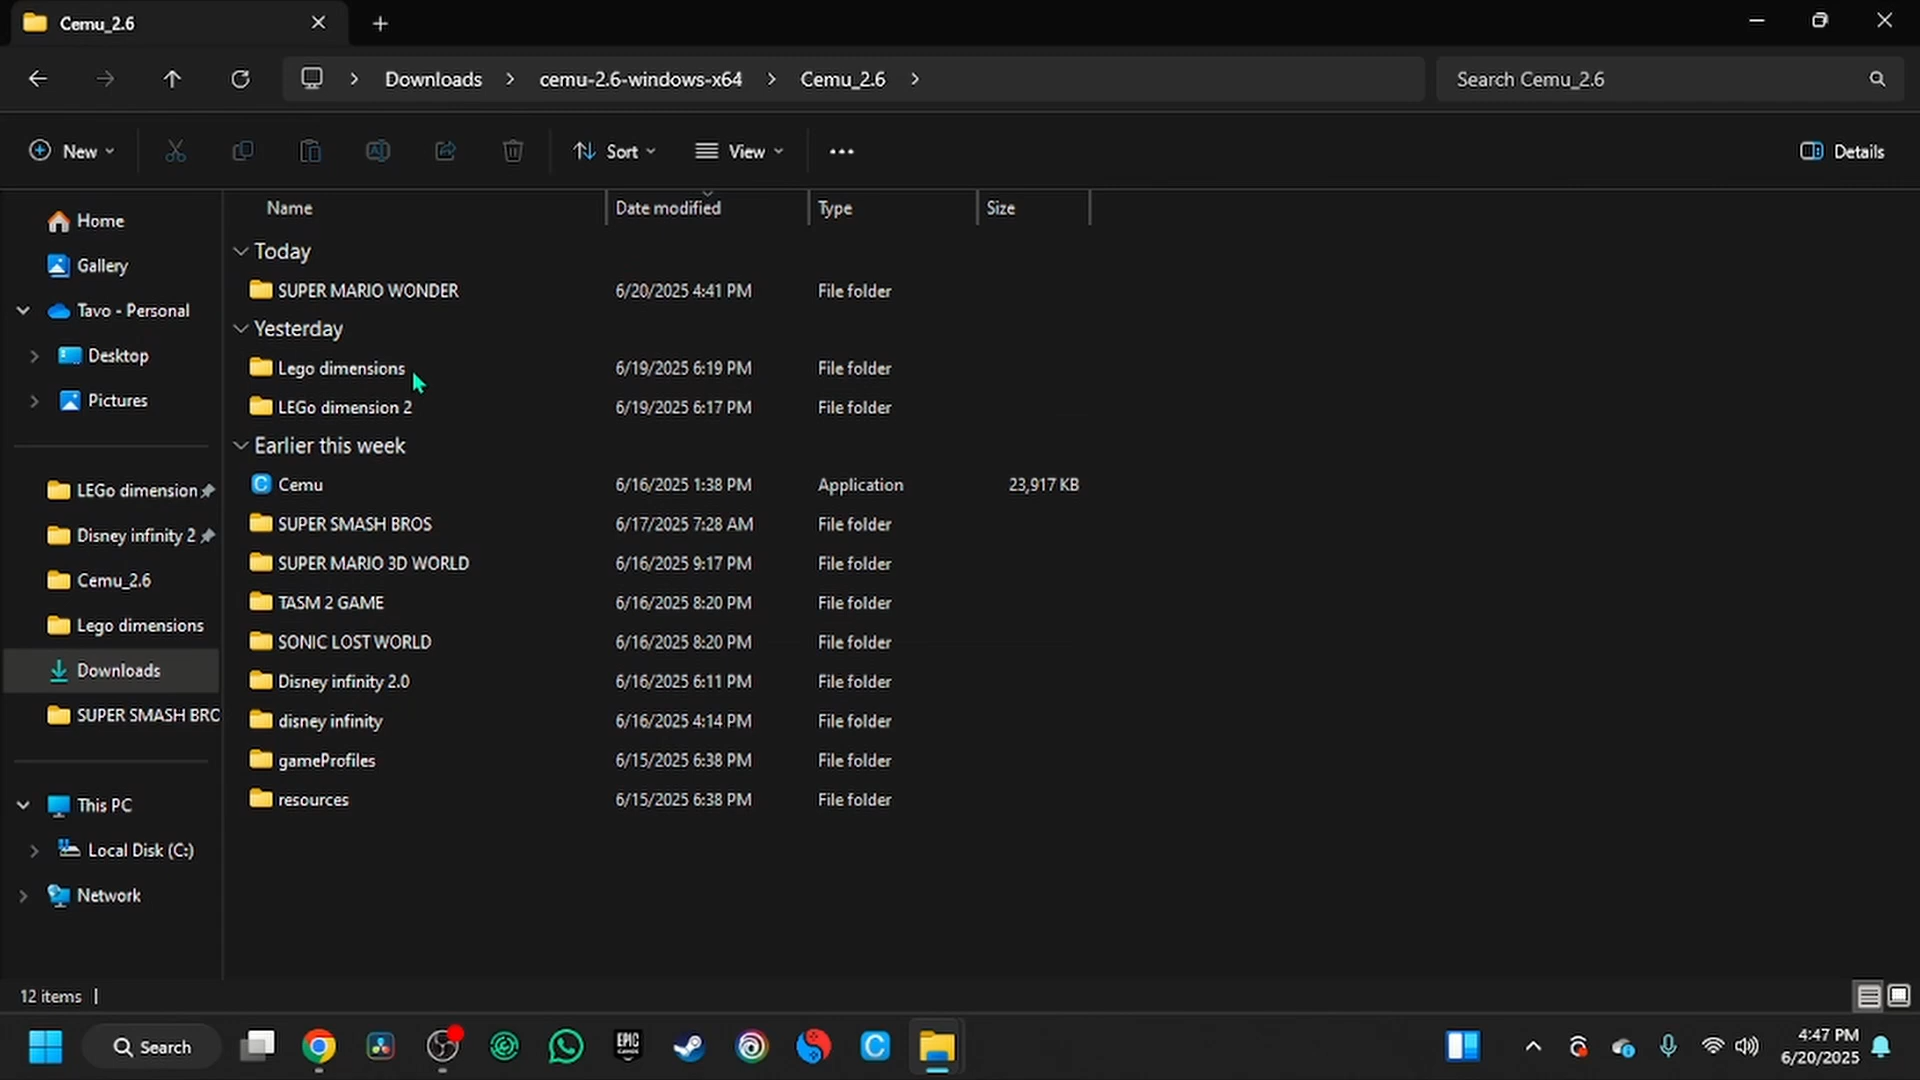 Cemu_2.6
Downloads > cemu-2.6-windows-x64 > Cemu_2.6 >
Search Cemu_2.6
New
Sort
View
Details
Home
Gallery
Tavo - Personal
Desktop
Pictures
LEGo dimension
Disney infinity 2
Cemu_2.6
Lego dimensions
Downloads
SUPER SMASH BRO
This PC
Local Disk (C:)
Network
Name Date modified Type Size
Today
SUPER MARIO WONDER 6/20/2025 4:41 PM File folder
Yesterday
Lego dimensions 6/19/2025 6:19 PM File folder
LEGo dimension 2 6/19/2025 6:17 PM File folder
Earlier this week
Cemu 6/16/2025 1:38 PM Application 23,917 KB
SUPER SMASH BROS 6/17/2025 7:28 AM File folder
SUPER MARIO 3D WORLD 6/16/2025 9:17 PM File folder
TASM 2 GAME 6/16/2025 8:20 PM File folder
SONIC LOST WORLD 6/16/2025 8:20 PM File folder
Disney infinity 2.0 6/16/2025 6:11 PM File folder
disney infinity 6/16/2025 4:14 PM File folder
gameProfiles 6/15/2025 6:38 PM File folder
resources 6/15/2025 6:38 PM File folder
12 items
Search
EPIC
GAMES
4:47 PM
6/20/2025